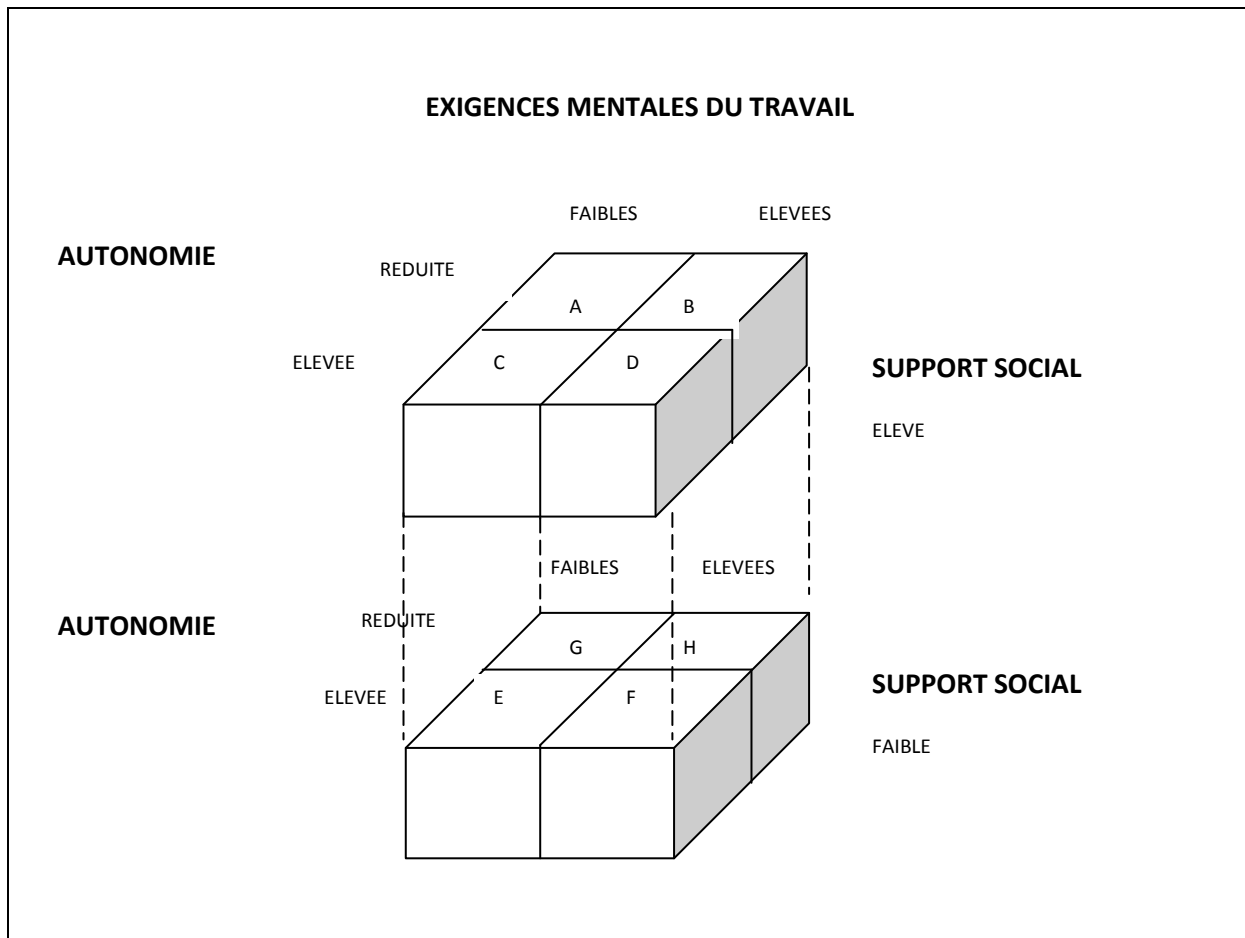 EXIGENCES MENTALES DU TRAVAIL
FAIBLES ELEVEES
AUTONOMIE
REDUITE
A B
ELEVEE C D
SUPPORT SOCIAL
ELEVE
FAIBLES ELEVEES
AUTONOMIE
REDUITE
G H
ELEVEE E F
SUPPORT SOCIAL
FAIBLE